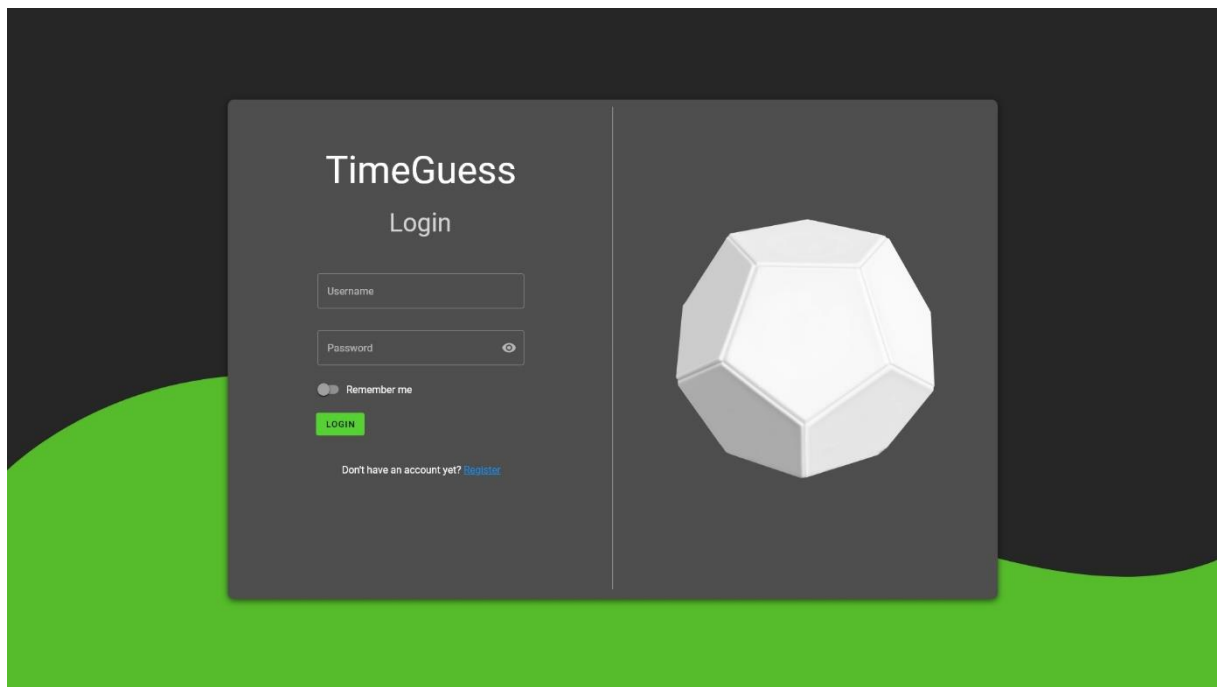 TimeGuess
Login
Username
Password
Remember me
LOGIN
Don't have an account yet? Register